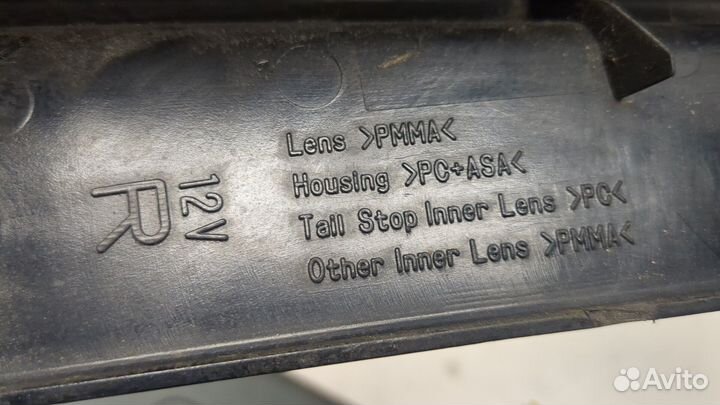 Lens >PMMA<
Housing >PC+ASA<
Tail Stop Inner Lens >PC<
Other Inner Lens >PMMA<
12V
R
Avito